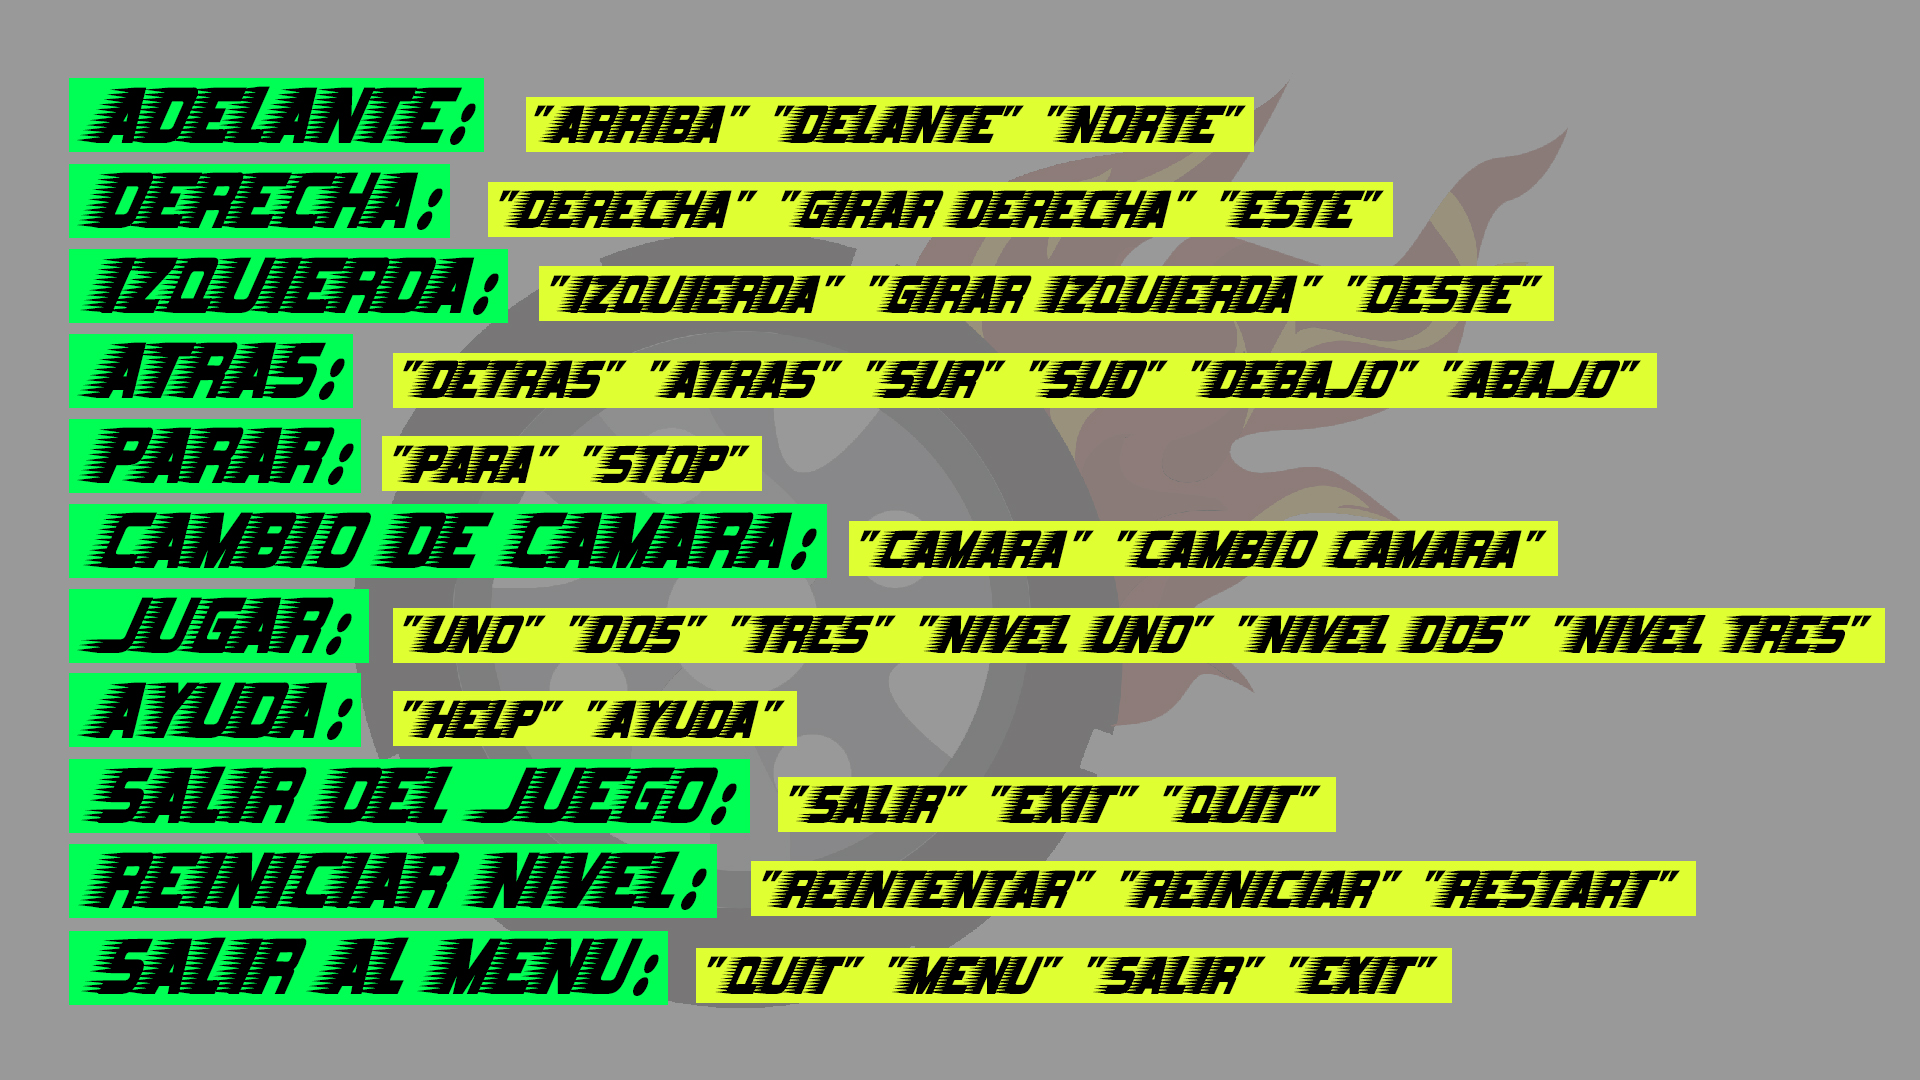 ADELANTE: "ARRIBA" "DELANTE" "NORTE"
DERECHA: "DERECHA" "GIRAR DERECHA" "ESTE"
IZQUIERDA: "IZQUIERDA" "GIRAR IZQUIERDA" "OESTE"
ATRAS: "DETRAS" "ATRAS" "SUR" "SUD" "DEBAJO" "ABAJO"
PARAR: "PARA" "STOP"
CAMBIO DE CAMARA: "CAMARA" "CAMBIO CAMARA"
JUGAR: "UNO" "DOS" "TRES" "NIVEL UNO" "NIVEL DOS" "NIVEL TRES"
AYUDA: "HELP" "AYUDA"
SALIR DEL JUEGO: "SALIR" "EXIT" "QUIT"
REINICIAR NIVEL: "REINTENTAR" "REINICIAR" "RESTART"
SALIR AL MENU: "QUIT" "MENU" "SALIR" "EXIT"